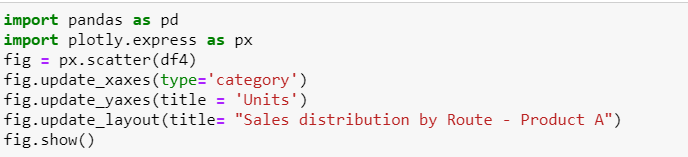 import pandas as pd
import plotly.express as px
fig = px.scatter(df4)
fig.update_xaxes(type='category')
fig.update_yaxes(title = 'Units')
fig.update_layout(title= "Sales distribution by Route - Product A")
fig.show()